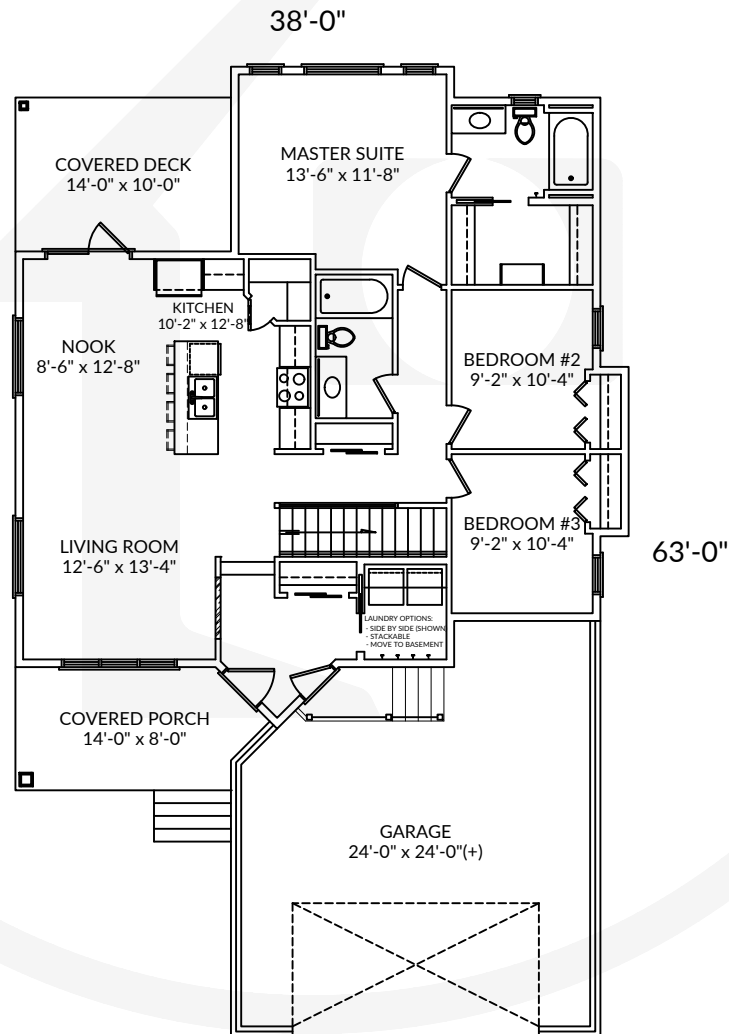 38'-0"
COVERED DECK
14'-0" x 10'-0"
MASTER SUITE
13'-6" x 11'-8"
KITCHEN
10'-2" x 12'-8"
NOOK
8'-6" x 12'-8"
BEDROOM #2
9'-2" x 10'-4"
BEDROOM #3
9'-2" x 10'-4"
LIVING ROOM
12'-6" x 13'-4"
63'-0"
LAUNDRY OPTIONS:
- SIDE BY SIDE (SHOWN
- STACKABLE
- MOVE TO BASEMENT
COVERED PORCH
14'-0" x 8'-0"
GARAGE
24'-0" x 24'-0"(+)